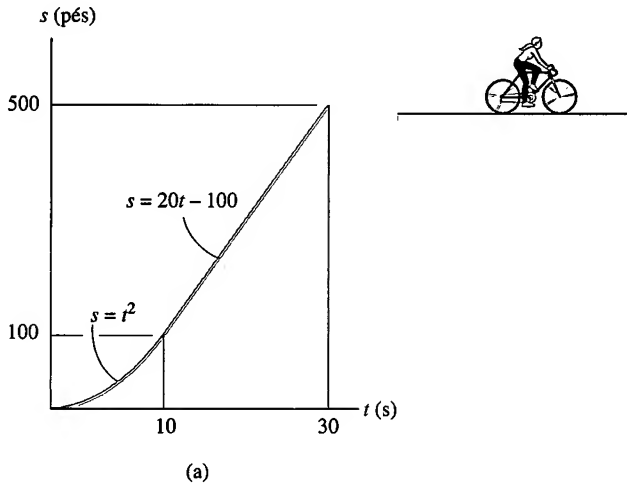 s (pés)
500
s = 20t – 100
s = t²
100
t (s)
10
30
(a)